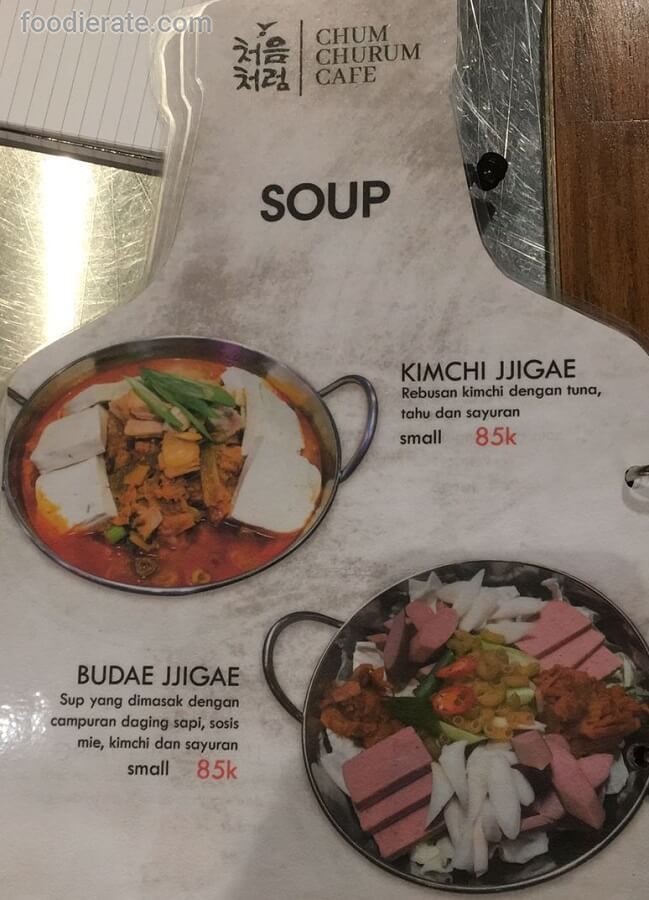 foodierate.com
처음
처럼
CHUM
CHURUM
CAFE
SOUP
KIMCHI JJIGAE
Rebusan kimchi dengan tuna,
tahu dan sayuran
small 85k
BUDAE JJIGAE
Sup yang dimasak dengan
campuran daging sapi, sosis
mie, kimchi dan sayuran
small 85k